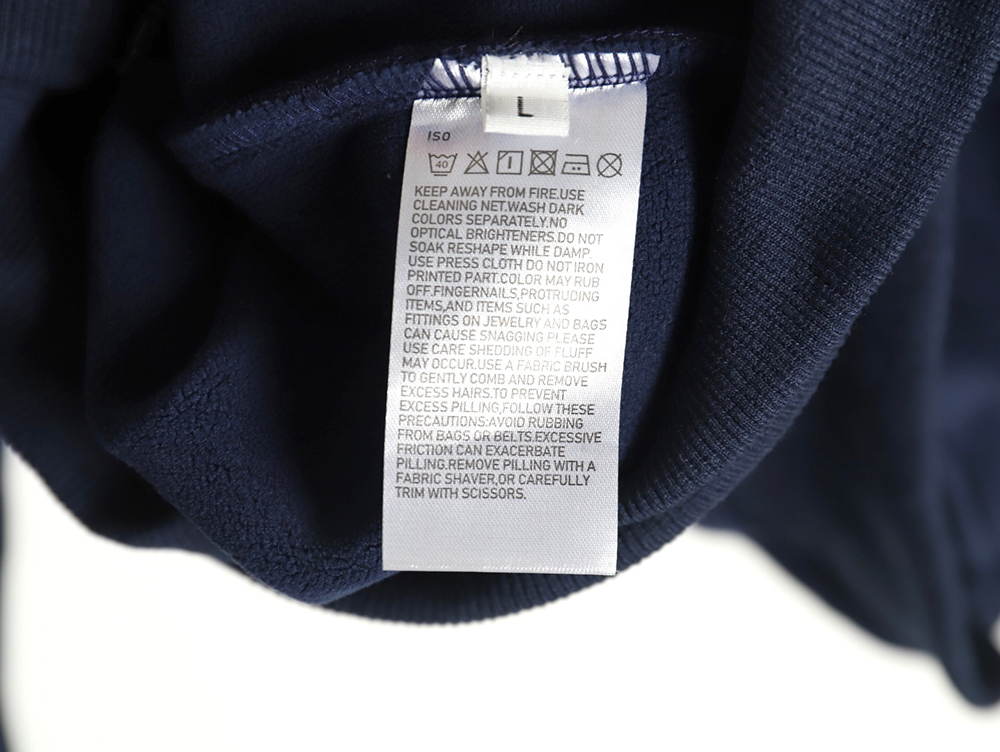 L
ISO
40
KEEP AWAY FROM FIRE.USE
CLEANING NET.WASH DARK
COLORS SEPARATELY.NO
OPTICAL BRIGHTENERS.DO NOT
SOAK RESHAPE WHILE DAMP.
USE PRESS CLOTH DO NOT IRON
PRINTED PART.COLOR MAY RUB
OFF.FINGERNAILS,PROTRUDING
ITEMS,AND ITEMS SUCH AS
FITTINGS ON JEWELRY AND BAGS
CAN CAUSE SNAGGING PLEASE
USE CARE SHEDDING OF FLUFF
MAY OCCUR.USE A FABRIC BRUSH
TO GENTLY COMB AND REMOVE
EXCESS HAIRS.TO PREVENT
EXCESS PILLING,FOLLOW THESE
PRECAUTIONS:AVOID RUBBING
FROM BAGS OR BELTS.EXCESSIVE
FRICTION CAN EXACERBATE
PILLING.REMOVE PILLING WITH A
FABRIC SHAVER,OR CAREFULLY
TRIM WITH SCISSORS.